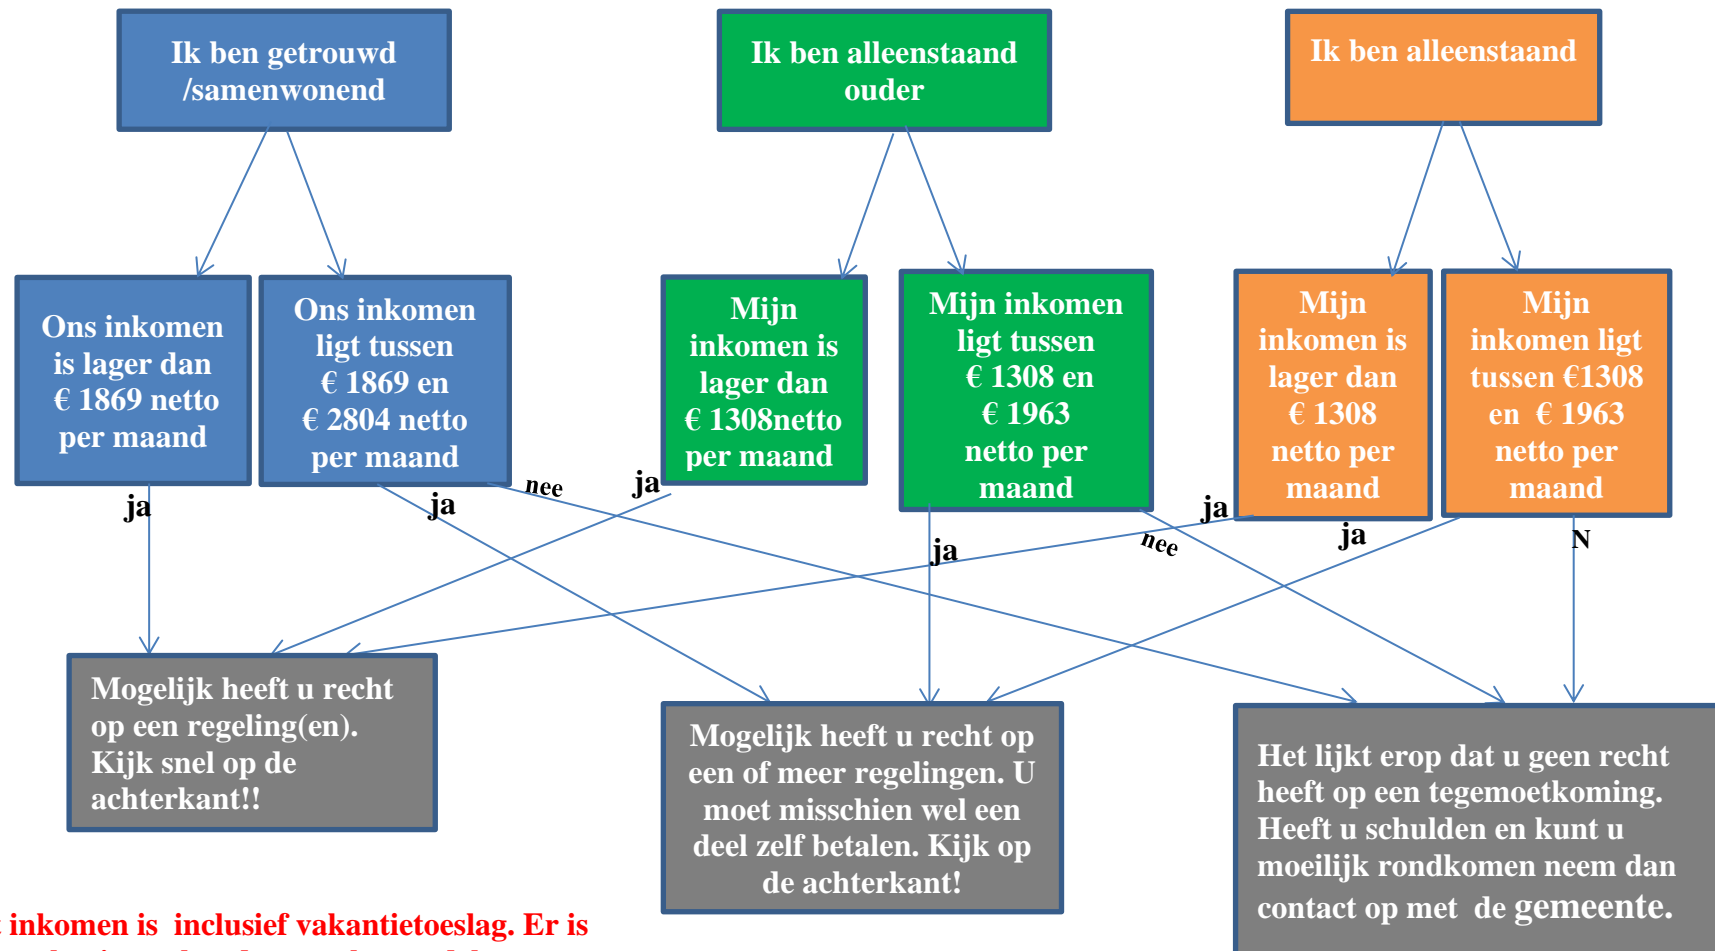 Ik ben getrouwd
/samenwonend
Ik ben alleenstaand
ouder
Ik ben alleenstaand
Ons inkomen
is lager dan
€ 1869 netto
per maand
Ons inkomen
ligt tussen
€ 1869 en
€ 2804 netto
per maand
Mijn
inkomen is
lager dan
€ 1308netto
per maand
Mijn inkomen
ligt tussen
€ 1308 en
€ 1963
netto per
maand
Mijn
inkomen is
lager dan
€ 1308
netto per
maand
Mijn
inkomen ligt
tussen €1308
en € 1963
netto per
maand
ja
ja
nee
ja
ja
nee
ja
ja
N
Mogelijk heeft u recht
op een regeling(en).
Kijk snel op de
achterkant!!
Mogelijk heeft u recht op
een of meer regelingen. U
moet misschien wel een
deel zelf betalen. Kijk op
de achterkant!
Het lijkt erop dat u geen recht
heeft op een tegemoetkoming.
Heeft u schulden en kunt u
moeilijk rondkomen neem dan
contact op met de gemeente.
inkomen is inclusief vakantietoeslag. Er is